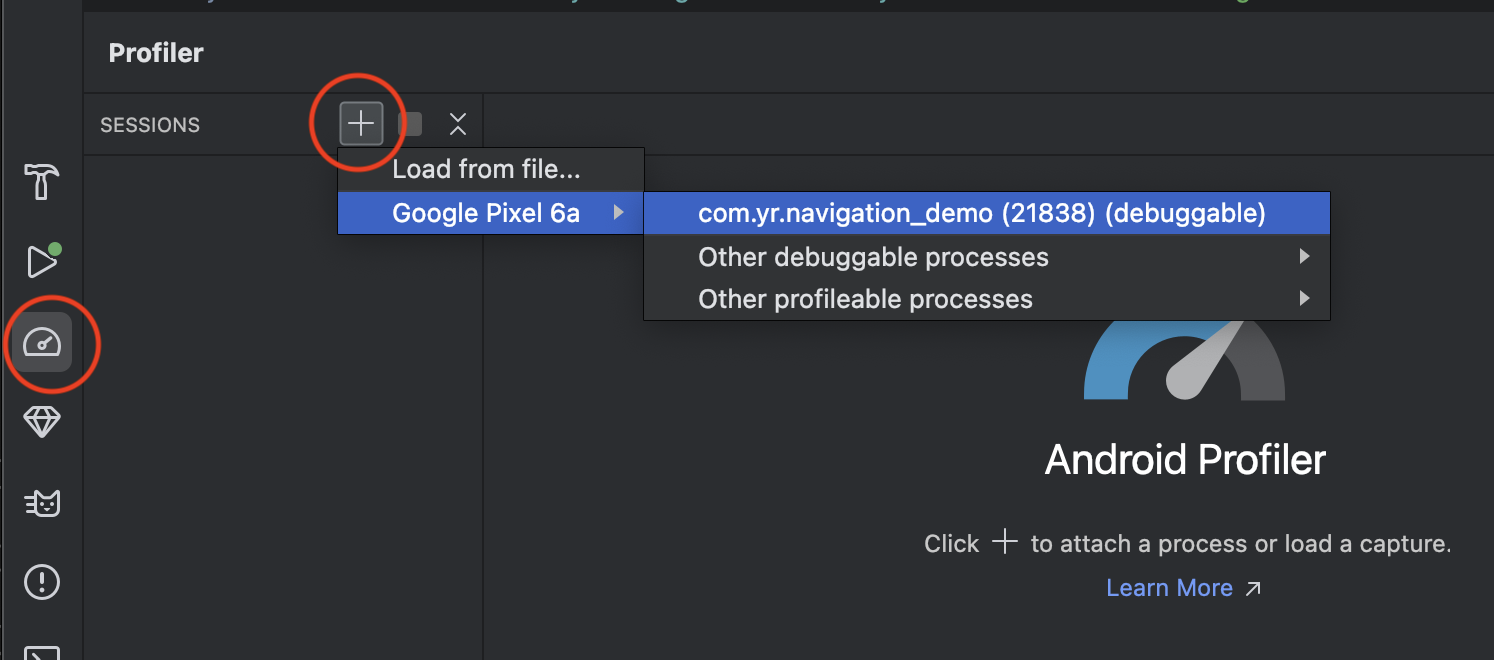 Profiler
SESSIONS
Load from file...
Google Pixel 6a
com.yr.navigation_demo (21838) (debuggable)
Other debuggable processes
Other profileable processes
Android Profiler
Click + to attach a process or load a capture.
Learn More ↗